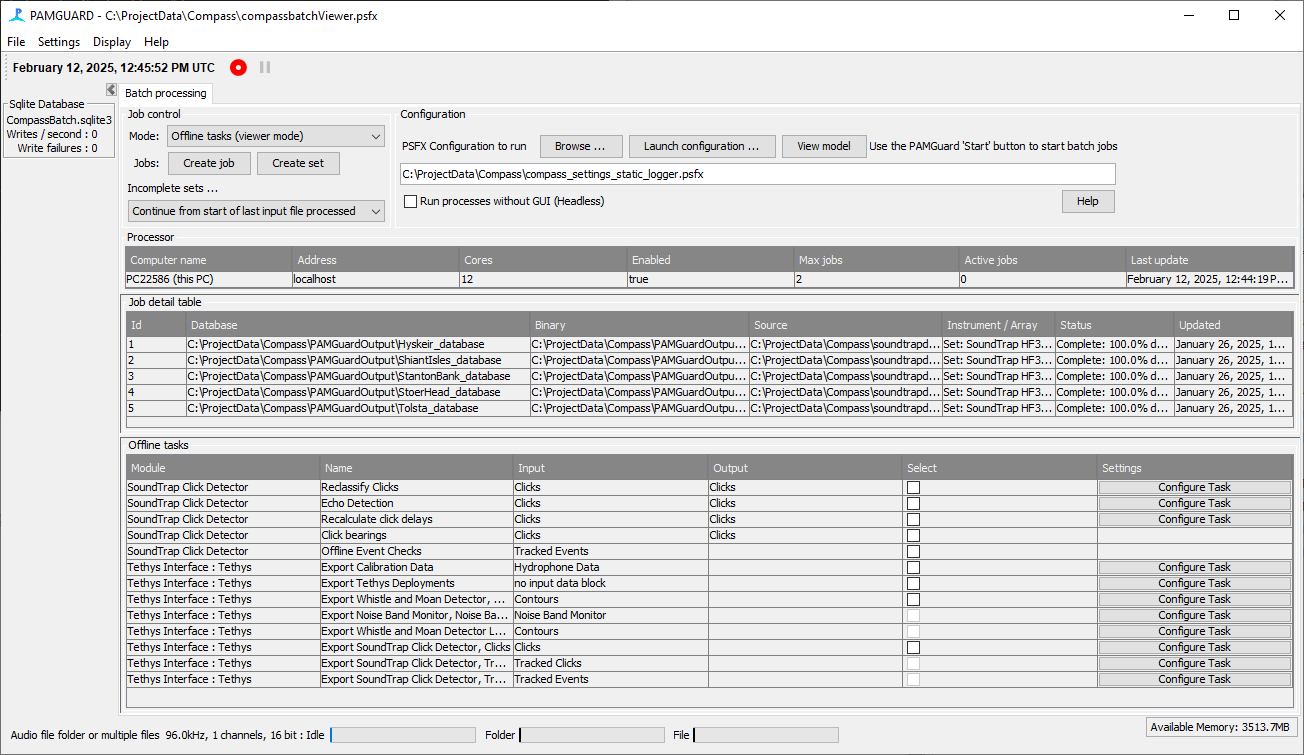 PAMGUARD - C:\ProjectData\Compass\compassbatchViewer.psfx
File Settings Display Help
February 12, 2025, 12:45:52 PM UTC
Sqlite Database
CompassBatch.sqlite3
Writes / second : 0
Write failures : 0
Batch processing
Job control
Mode: Offline tasks (viewer mode)
Jobs: Create job Create set
Incomplete sets ...
Continue from start of last input file processed
Configuration
PSFX Configuration to run Browse ... Launch configuration ... View model Use the PAMGuard 'Start' button to start batch jobs
C:\ProjectData\Compass\compass_settings_static_logger.psfx
Run processes without GUI (Headless) Help
Processor
Computer name Address Cores Enabled Max jobs Active jobs Last update
PC22586 (this PC) localhost 12 true 2 0 February 12, 2025, 12:44:19 P...
Job detail table
Id Database Binary Source Instrument / Array Status Updated
1 C:\ProjectData\Compass\PAMGuardOutput\Hyskeir_database C:\ProjectData\Compass\PAMGuardOutpu... C:\ProjectData\Compass\soundtrapd... Set: SoundTrap HF3... Complete: 100.0% d... January 26, 2025, 1...
2 C:\ProjectData\Compass\PAMGuardOutput\ShiantIsles_database C:\ProjectData\Compass\PAMGuardOutpu... C:\ProjectData\Compass\soundtrapd... Set: SoundTrap HF3... Complete: 100.0% d... January 26, 2025, 1...
3 C:\ProjectData\Compass\PAMGuardOutput\StantonBank_database C:\ProjectData\Compass\PAMGuardOutpu... C:\ProjectData\Compass\soundtrapd... Set: SoundTrap HF3... Complete: 100.0% d... January 26, 2025, 1...
4 C:\ProjectData\Compass\PAMGuardOutput\StoerHead_database C:\ProjectData\Compass\PAMGuardOutpu... C:\ProjectData\Compass\soundtrapd... Set: SoundTrap HF3... Complete: 100.0% d... January 26, 2025, 1...
5 C:\ProjectData\Compass\PAMGuardOutput\Tolsta_database C:\ProjectData\Compass\PAMGuardOutpu... C:\ProjectData\Compass\soundtrapd... Set: SoundTrap HF3... Complete: 100.0% d... January 26, 2025, 1...
Offline tasks
Module Name Input Output Select Settings
SoundTrap Click Detector Reclassify Clicks Clicks Clicks Configure Task
SoundTrap Click Detector Echo Detection Clicks Clicks Configure Task
SoundTrap Click Detector Recalculate click delays Clicks Clicks Configure Task
SoundTrap Click Detector Click bearings Clicks Clicks
SoundTrap Click Detector Offline Event Checks Tracked Events
Tethys Interface : Tethys Export Calibration Data Hydrophone Data Configure Task
Tethys Interface : Tethys Export Tethys Deployments no input data block Configure Task
Tethys Interface : Tethys Export Whistle and Moan Detector, ... Contours Configure Task
Tethys Interface : Tethys Export Noise Band Monitor, Noise Ba... Noise Band Monitor Configure Task
Tethys Interface : Tethys Export Whistle and Moan Detector L... Contours Configure Task
Tethys Interface : Tethys Export SoundTrap Click Detector, Clicks Clicks Configure Task
Tethys Interface : Tethys Export SoundTrap Click Detector, Tr... Tracked Clicks Configure Task
Tethys Interface : Tethys Export SoundTrap Click Detector, Tr... Tracked Events Configure Task
Audio file folder or multiple files 96.0kHz, 1 channels, 16 bit : Idle Folder File Available Memory: 3513.7MB